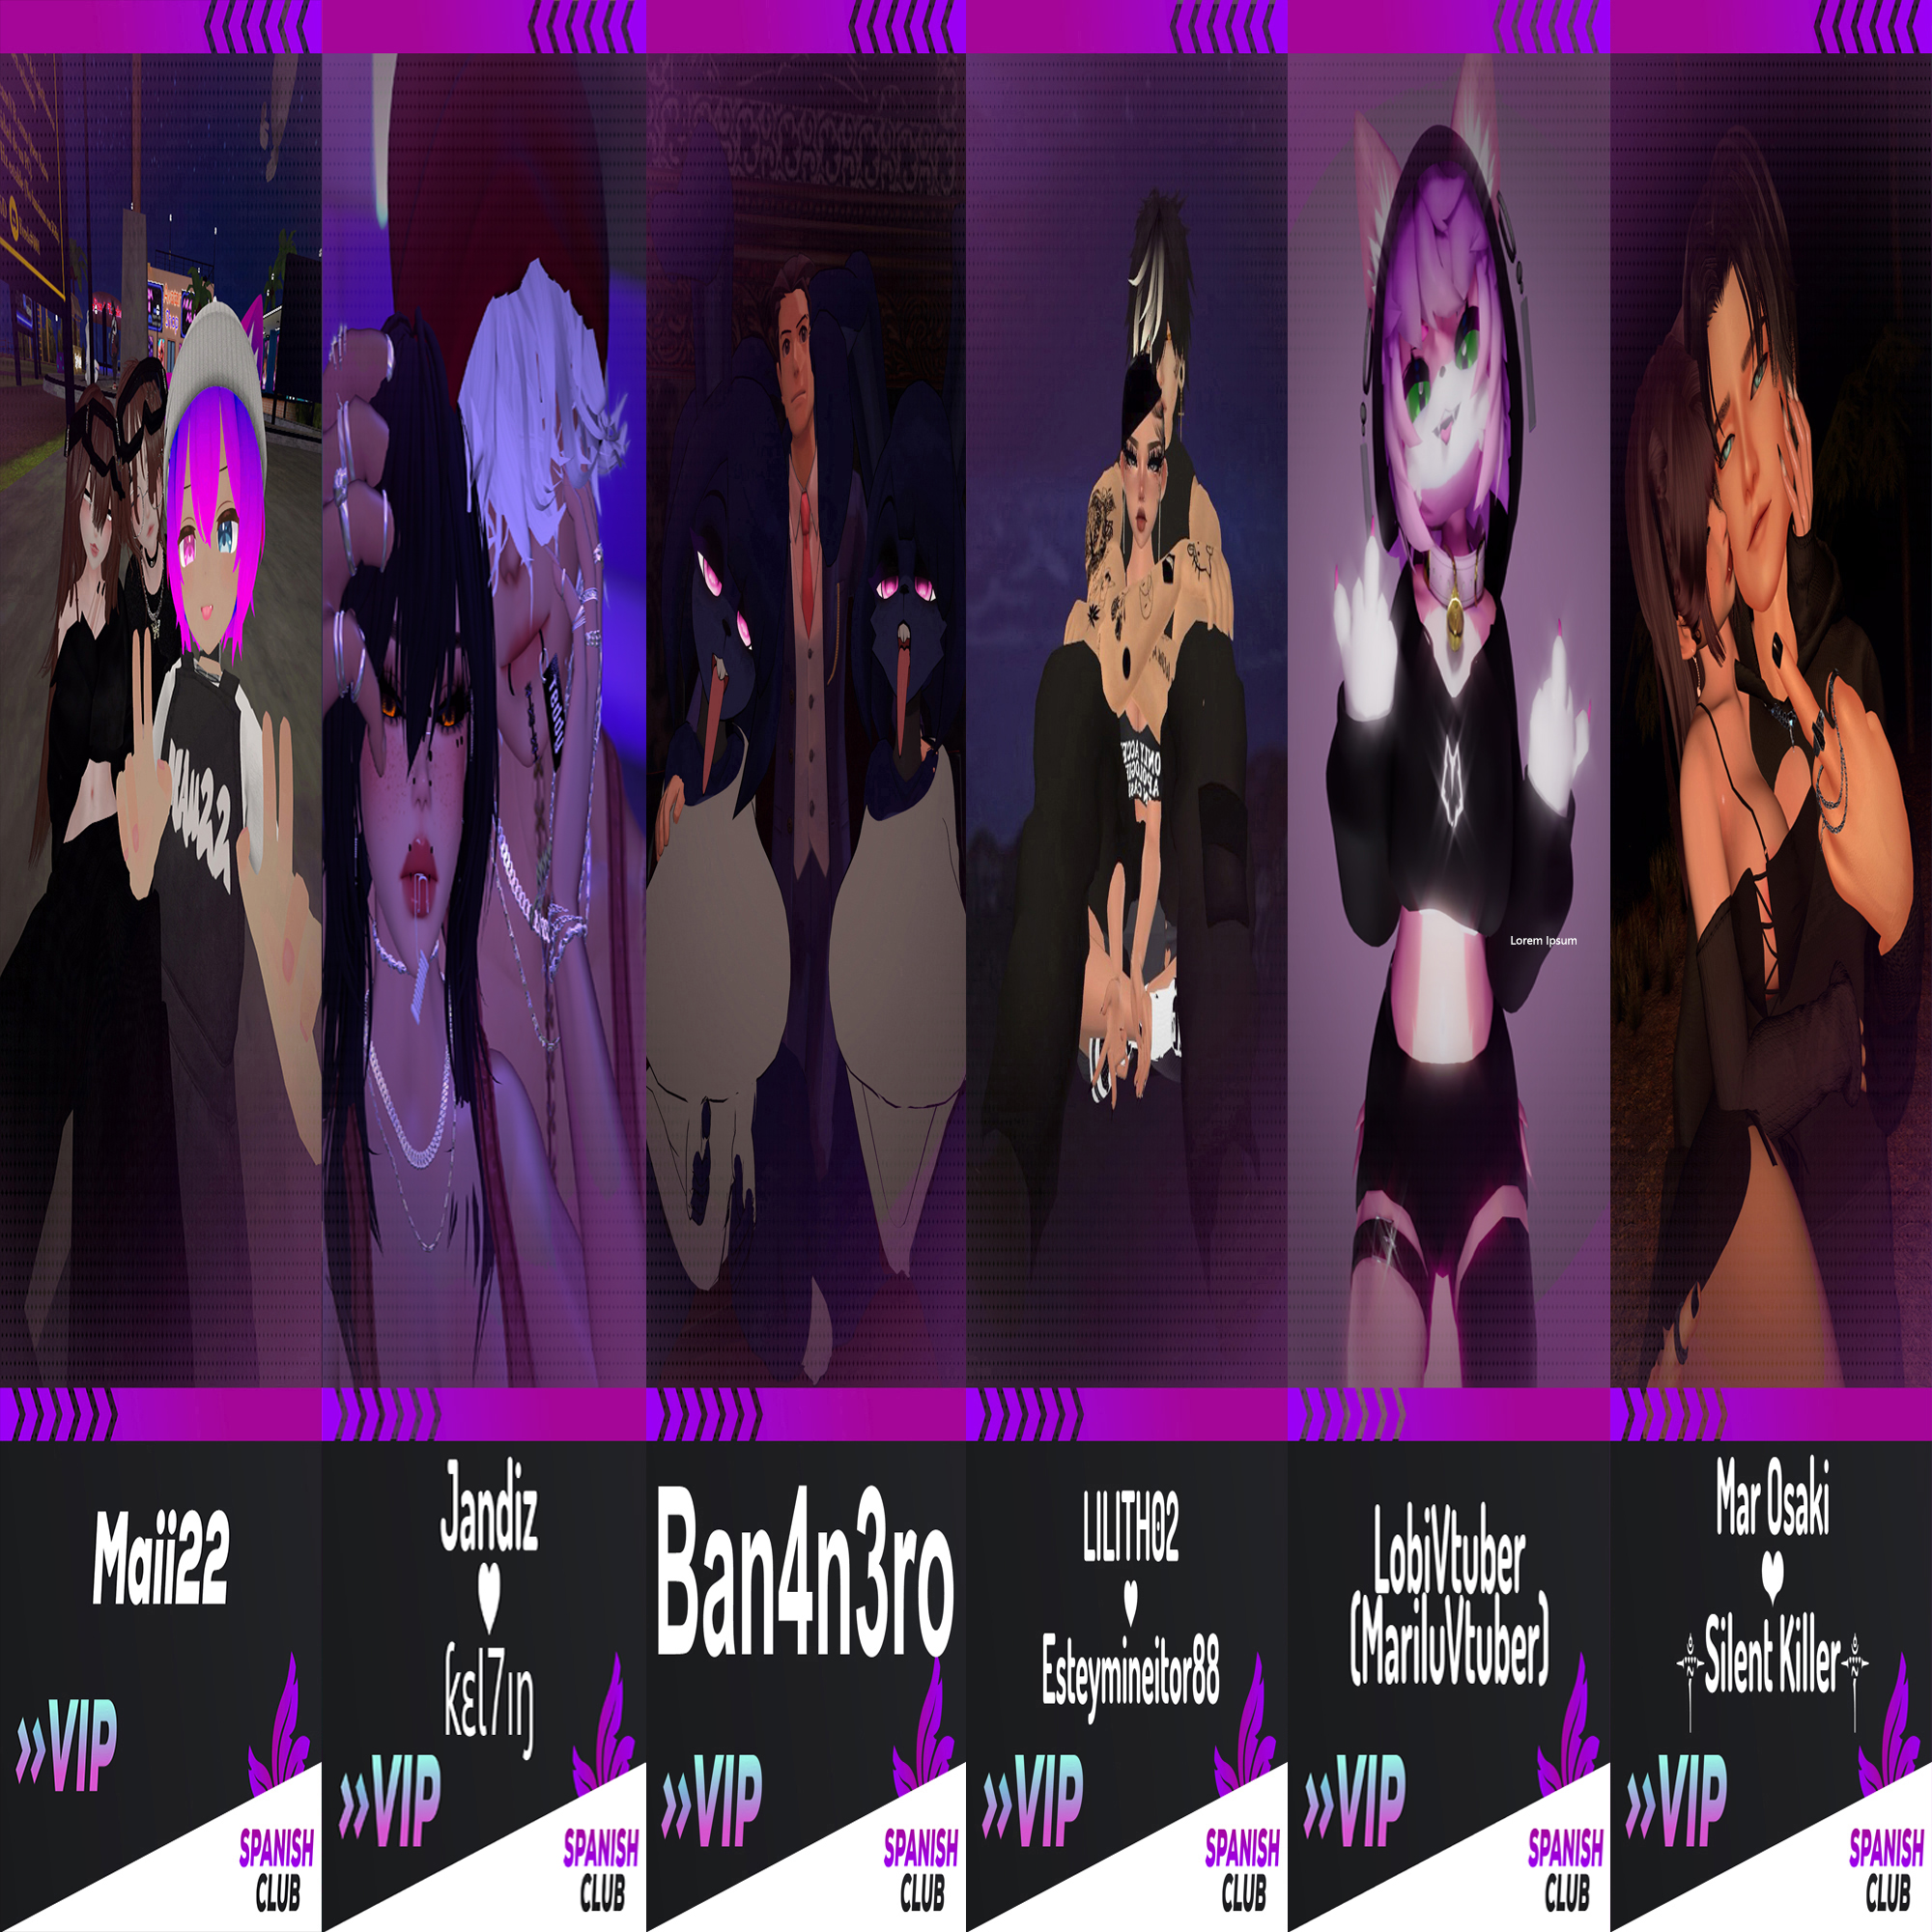 Maii22
VIP
SPANISH
CLUB
Jandiz
kɛl7ıŋ
VIP
SPANISH
CLUB
Ban4n3ro
VIP
SPANISH
CLUB
LILITH02
Esteymineitor88
VIP
SPANISH
CLUB
Lorem Ipsum
LobiVtuber
(MariluVtuber)
VIP
SPANISH
CLUB
Mar Osaki
Silent Killer
VIP
SPANISH
CLUB